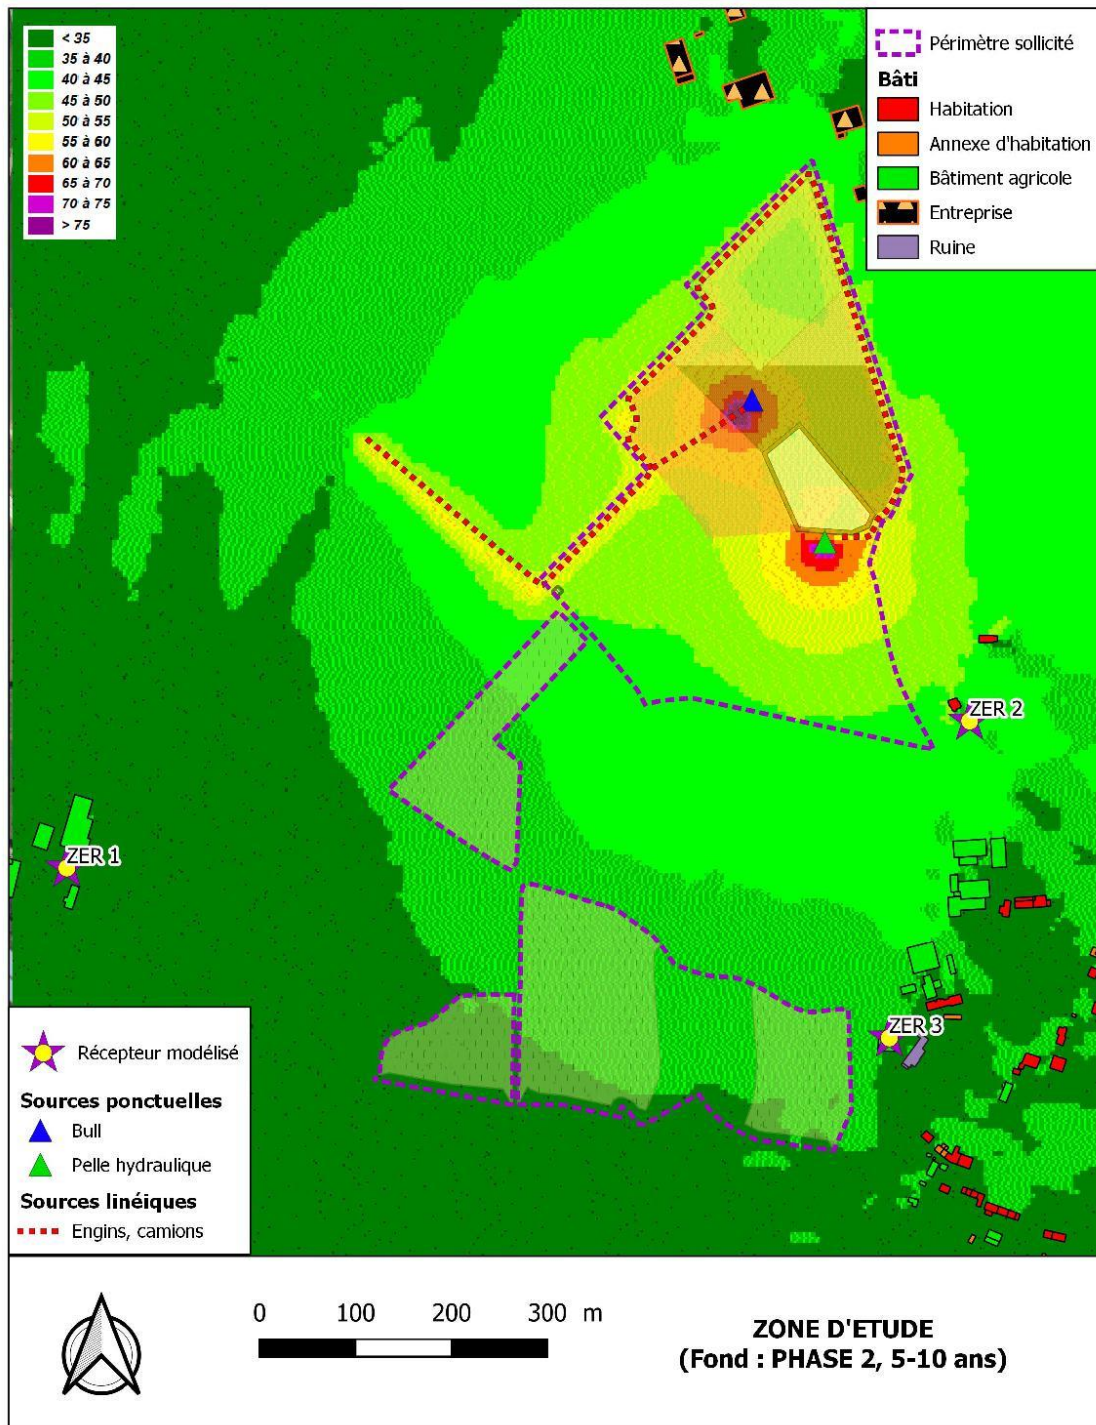 < 35
35 à 40
40 à 45
45 à 50
50 à 55
55 à 60
60 à 65
65 à 70
70 à 75
> 75
Périmètre sollicité
Bâti
Habitation
Annexe d'habitation
Bâtiment agricole
Entreprise
Ruine
ZER 2
ZER 1
ZER 3
Récepteur modélisé
Sources ponctuelles
Bull
Pelle hydraulique
Sources linéiques
Engins, camions
0 100 200 300 m
ZONE D'ETUDE
(Fond : PHASE 2, 5-10 ans)